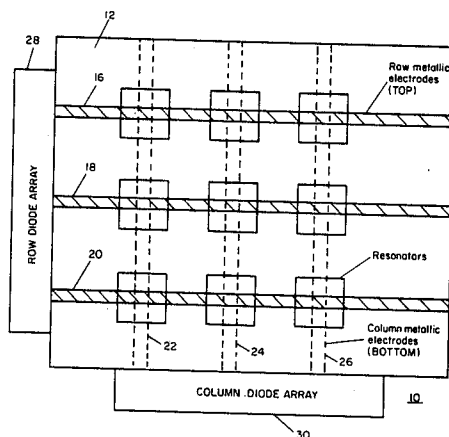 28
12
16
Row metallic
electrodes
(TOP)
ROW DIODE ARRAY
18
20
Resonators
22
24
26
Column metallic
electrodes
(BOTTOM)
COLUMN .DIODE ARRAY
10
30